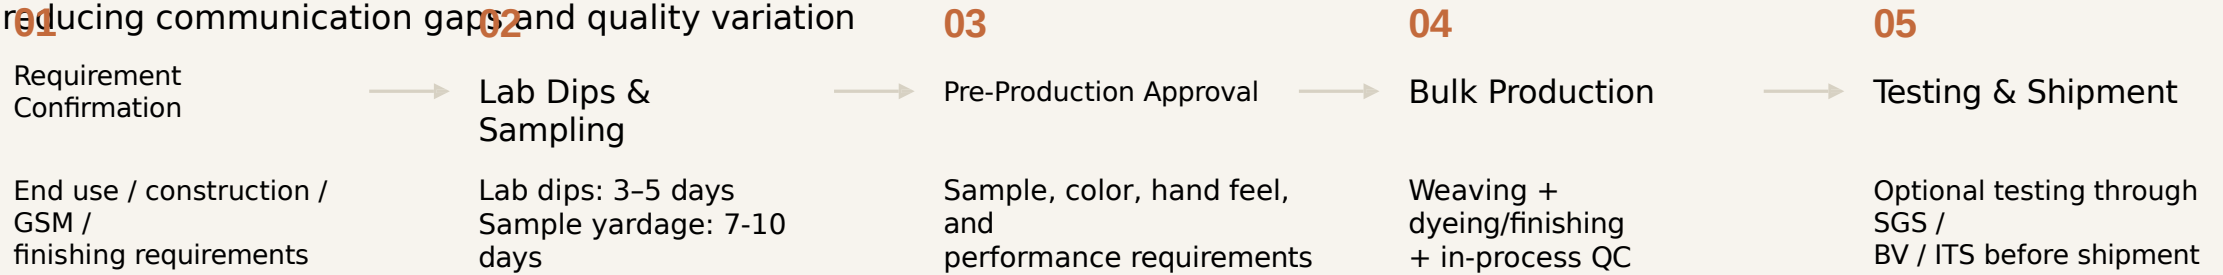 reducing communication gaps and quality variation
01
Requirement
Confirmation
End use / construction /
GSM /
finishing requirements
02
Lab Dips &
Sampling
Lab dips: 3–5 days
Sample yardage: 7-10
days
03
Pre-Production Approval
Sample, color, hand feel,
and
performance requirements
04
Bulk Production
Weaving +
dyeing/finishing
+ in-process QC
05
Testing & Shipment
Optional testing through
SGS /
BV / ITS before shipment